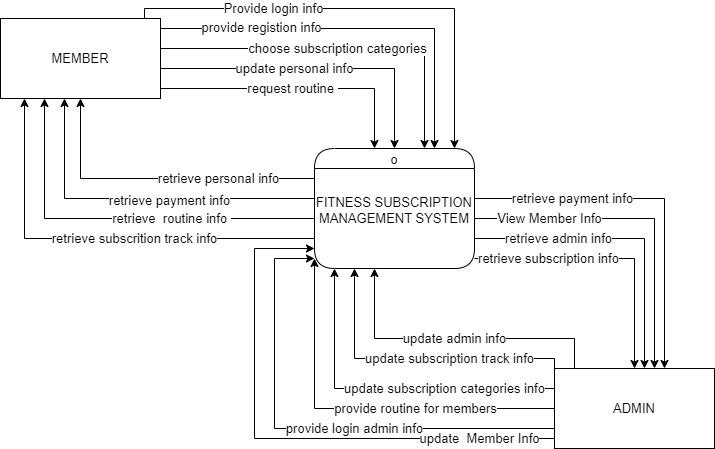 Provide login info
provide registion info
choose subscription categories
MEMBER
update personal info
request routine
o
retrieve personal info
FITNESS SUBSCRIPTION
MANAGEMENT SYSTEM
retrieve payment info
retrieve routine info
retrieve subscrition track info
retrieve payment info
View Member Info
retrieve admin info
retrieve subscription info
update admin info
update subscription track info
update subscription categories info
provide routine for members
ADMIN
provide login admin info
update Member Info